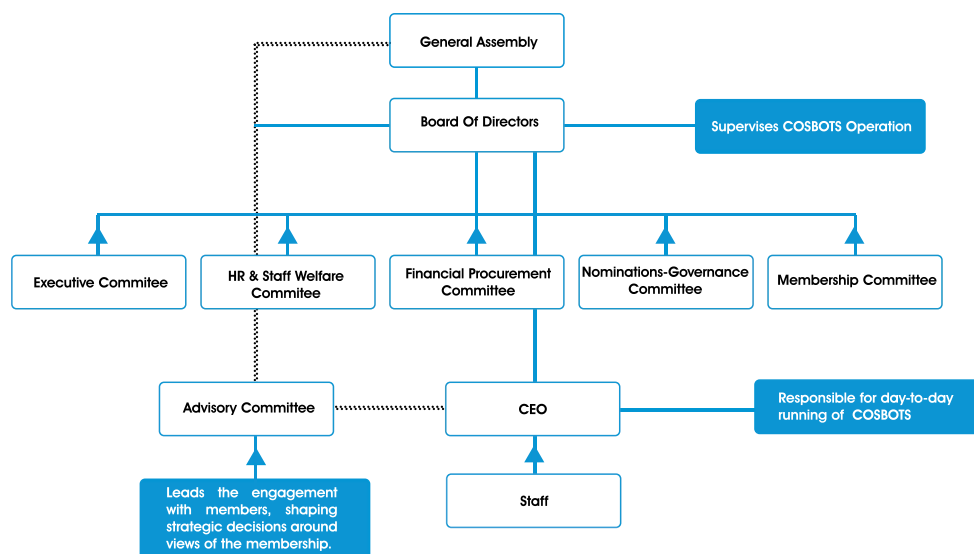 General Assembly
Board Of Directors
Supervises COSBOTS Operation
Executive Commitee
HR & Staff Welfare
Commitee
Financial Procurement
Committee
Nominations-Governance
Committee
Membership Committee
Advisory Committee
CEO
Responsible for day-to-day
running of COSBOTS
Leads the engagement
with members, shaping
strategic decisions around
views of the membership.
Staff